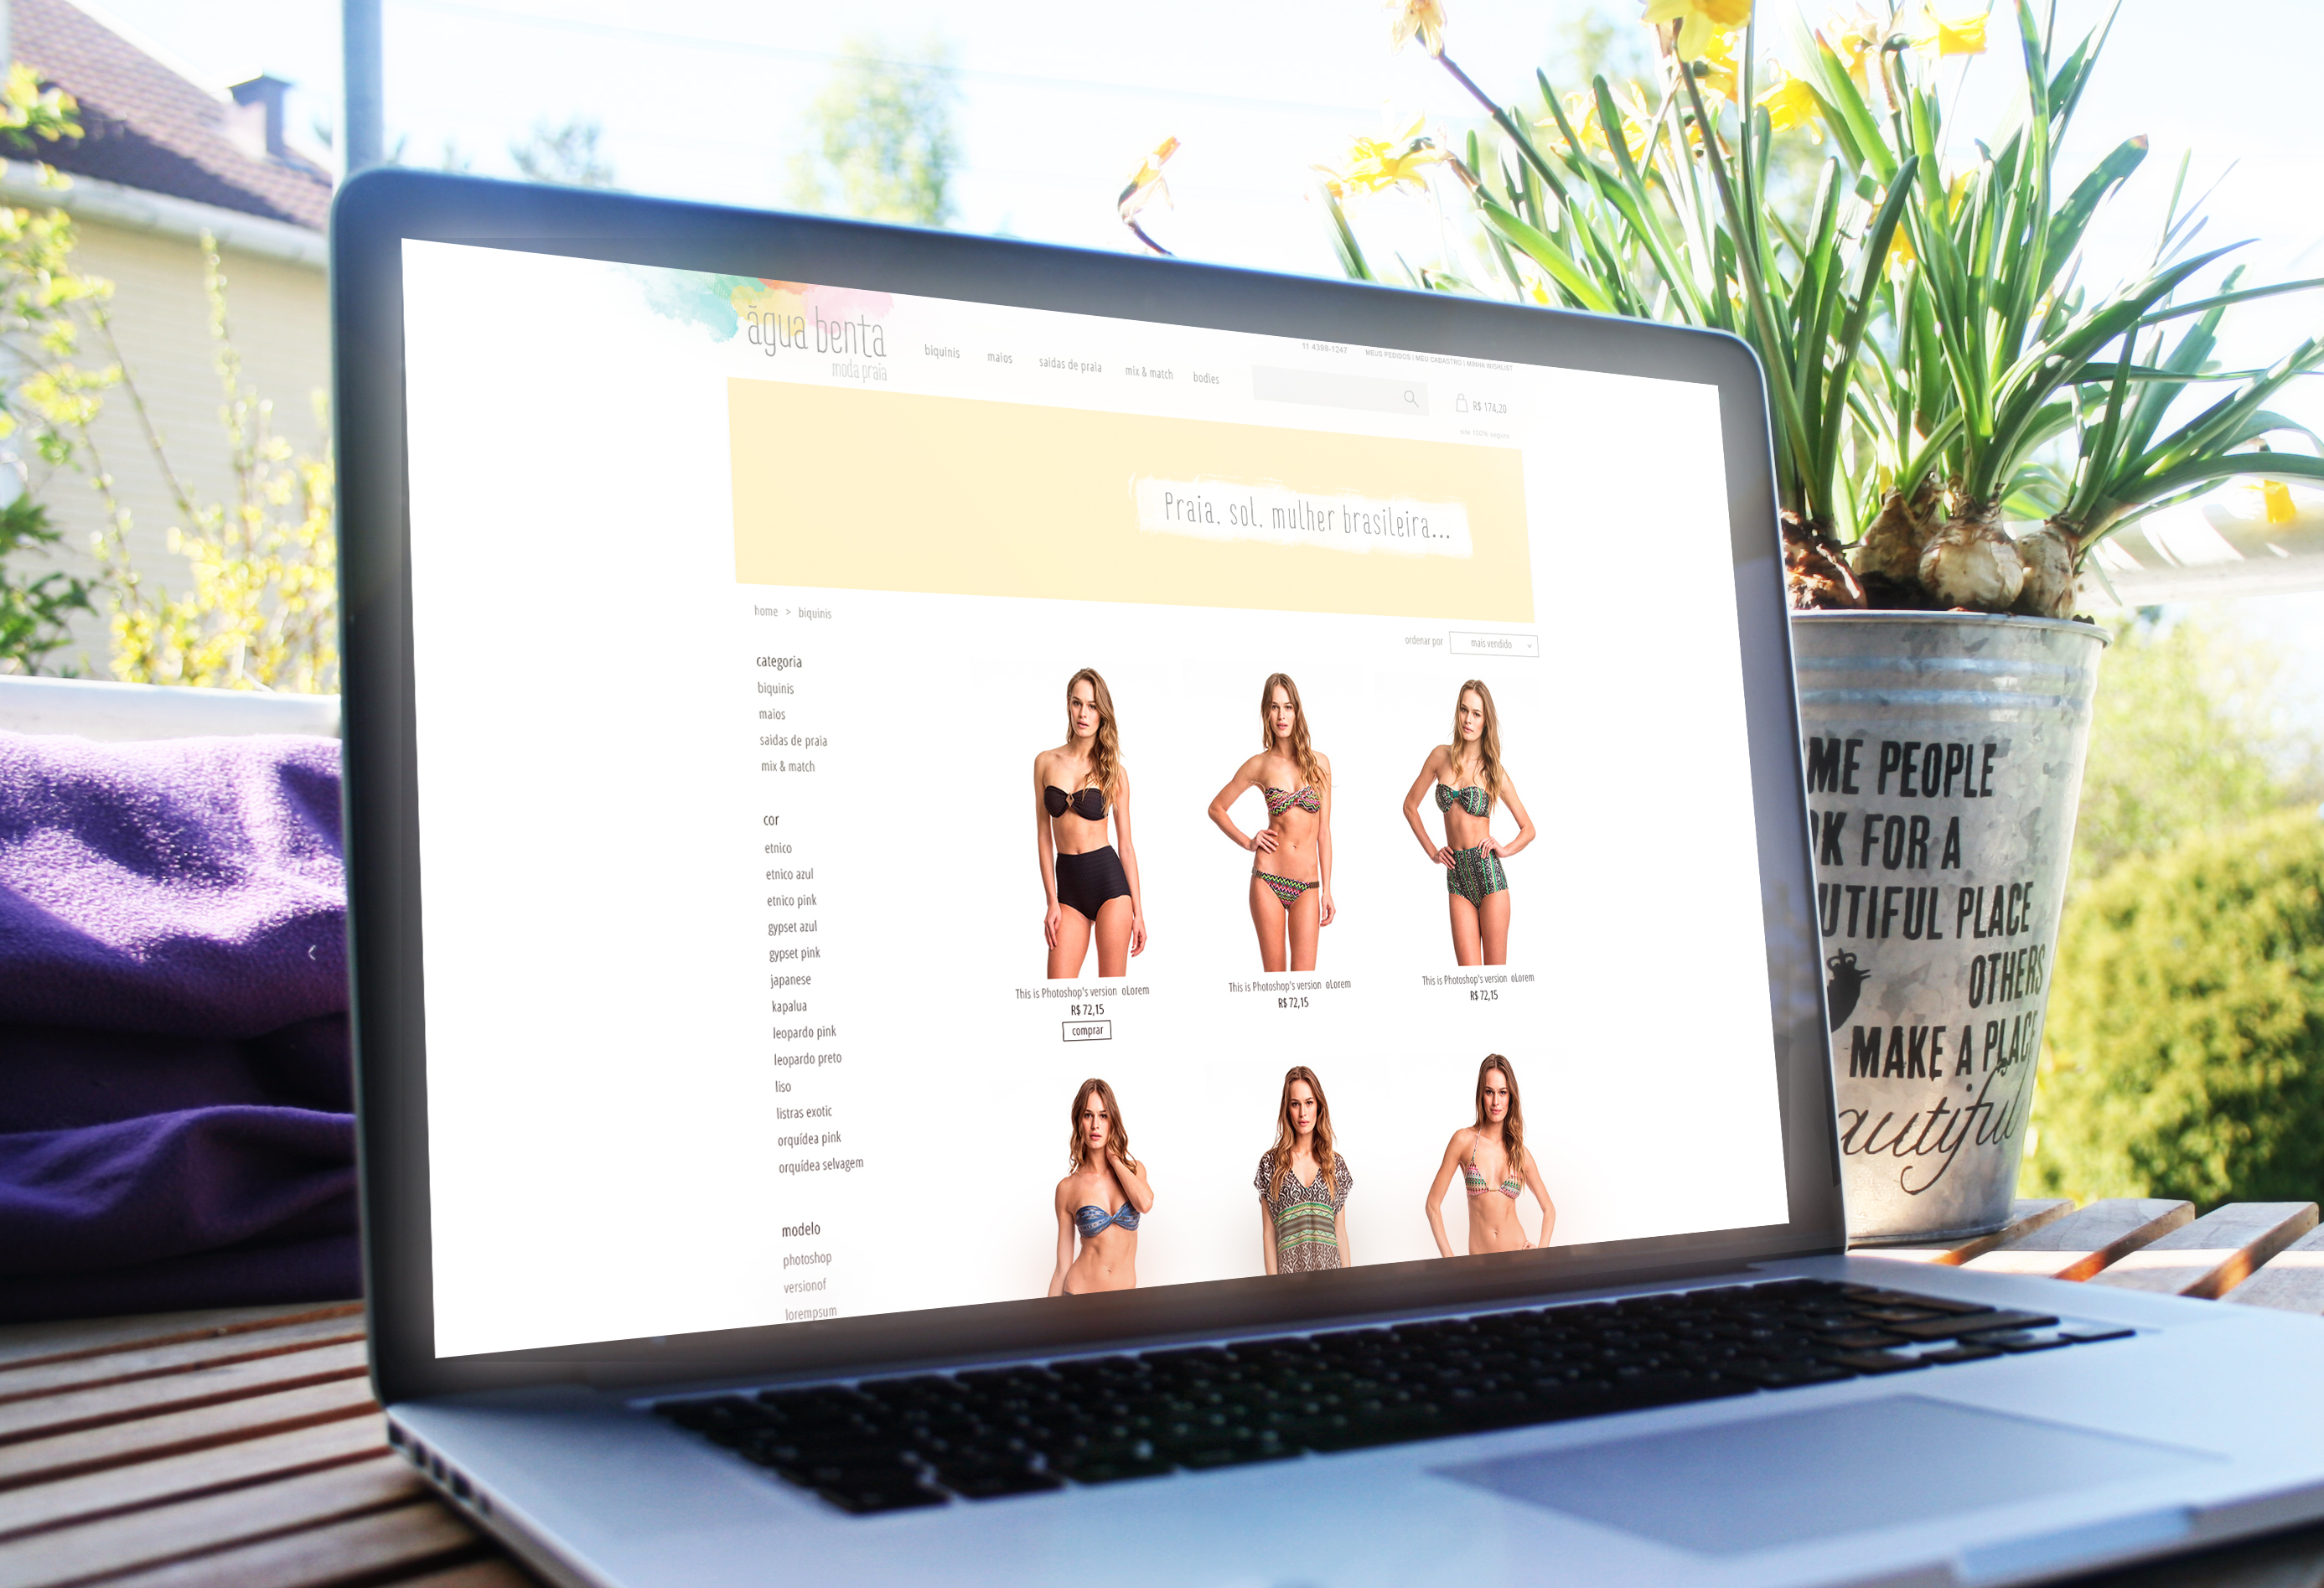 água benta
moda praia
biquinis
maios
saidas de praia
mix & match
bodies
11 4398-1247
MEUS PEDIDOS | MEU CADASTRO | MINHA WISHLIST
R$ 174,20
site 100% seguro
Praia, sol, mulher brasileira...
home > biquinis
ordenar por
mais vendido
categoria
biquinis
maios
saidas de praia
mix & match
cor
etnico
etnico azul
etnico pink
gypset azul
gypset pink
japanese
kapalua
leopardo pink
leopardo preto
liso
listras exotic
orquídea pink
orquídea selvagem
modelo
photoshop
versionof
lorempsum
This is Photoshop's version oLorem
R$ 72,15
comprar
This is Photoshop's version oLorem
R$ 72,15
This is Photoshop's version oLorem
R$ 72,15
ME PEOPLE
K FOR A
UTIFUL PLACE
OTHERS
MAKE A PLACE
eautiful